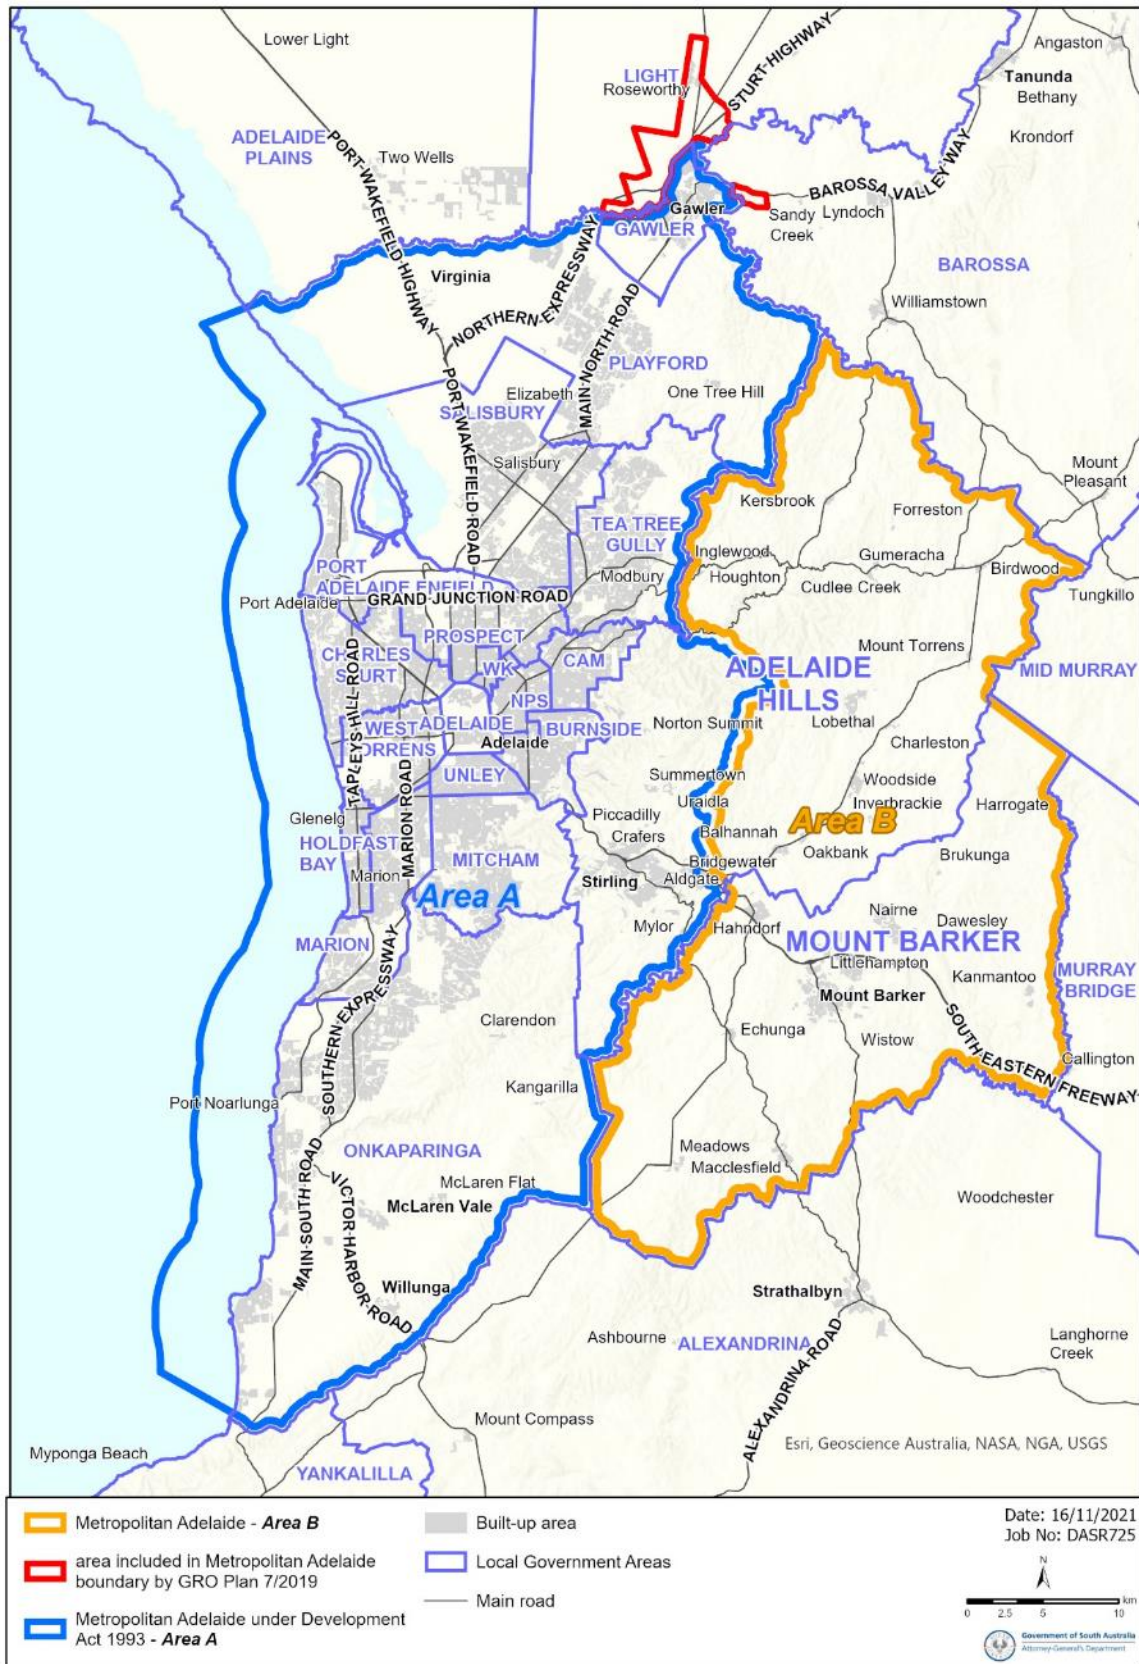 Lower Light
LIGHT
Roseworthy
STURT HIGHWAY
Angaston
Tanunda
Bethany
Krondorf
ADELAIDE
PLAINS
Two Wells
PORT WAKEFIELD HIGHWAY
BAROSSA VALLEY WAY
Gawler
GAWLER
Sandy
Creek
Lyndoch
BAROSSA
Virginia
NORTHERN EXPRESSWAY
Williamstown
MAIN NORTH ROAD
PLAYFORD
One Tree Hill
Elizabeth
SALISBURY
PORT WAKEFIELD ROAD
Salisbury
Mount
Pleasant
Kersbrook
Forreston
TEA TREE
GULLY
Inglewood
Gumeracha
Birdwood
Houghton
Modbury
Cudlee Creek
Tungkillo
PORT
ADELAIDE ENFIELD
GRAND JUNCTION ROAD
Port Adelaide
PROSPECT
Mount Torrens
CHARLES
STURT
WK
CAM
ADELAIDE
HILLS
MID MURRAY
NPS
TAPLEYS HILL ROAD
WEST
TORRENS
ADELAIDE
Adelaide
BURNSIDE
Norton Summit
Lobethal
Charleston
UNLEY
MARION ROAD
Summertown
Woodside
Uraidla
Inverbrackie
Harrogate
Piccadilly
Glenelg
Crafers
Balhannah
Area B
HOLDFAST
BAY
MITCHAM
Oakbank
Brukunga
Bridgewater
Marion
Stirling
Aldgate
Area A
Nairne
Dawesley
Mylor
Hahndorf
MARION
MOUNT BARKER
Littlehampton
Kanmantoo
MURRAY
BRIDGE
Mount Barker
SOUTHERN EXPRESSWAY
Clarendon
Echunga
Wistow
SOUTH EASTERN FREEWAY
Callington
Kangarilla
Port Noarlunga
ONKAPARINGA
Meadows
Macclesfield
MAIN SOUTH ROAD
VICTOR HARBOR ROAD
McLaren Flat
McLaren Vale
Woodchester
Willunga
Strathalbyn
Ashbourne
ALEXANDRINA
ALEXANDRINA ROAD
Langhorne
Creek
Mount Compass
Myponga Beach
YANKALILLA
Esri, Geoscience Australia, NASA, NGA, USGS
Metropolitan Adelaide - Area B
area included in Metropolitan Adelaide
boundary by GRO Plan 7/2019
Metropolitan Adelaide under Development
Act 1993 - Area A
Built-up area
Local Government Areas
Main road
Date: 16/11/2021
Job No: DASR725
N
km
0 2.5 5 10
Government of South Australia
Attorney-General's Department